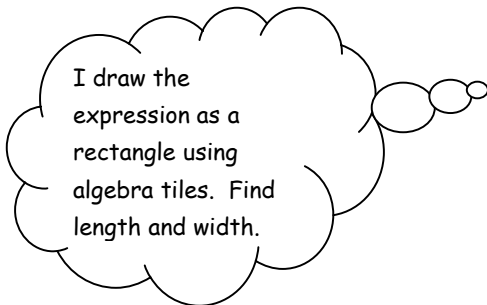 I draw the
expression as a
rectangle using
algebra tiles.  Find
length and width.